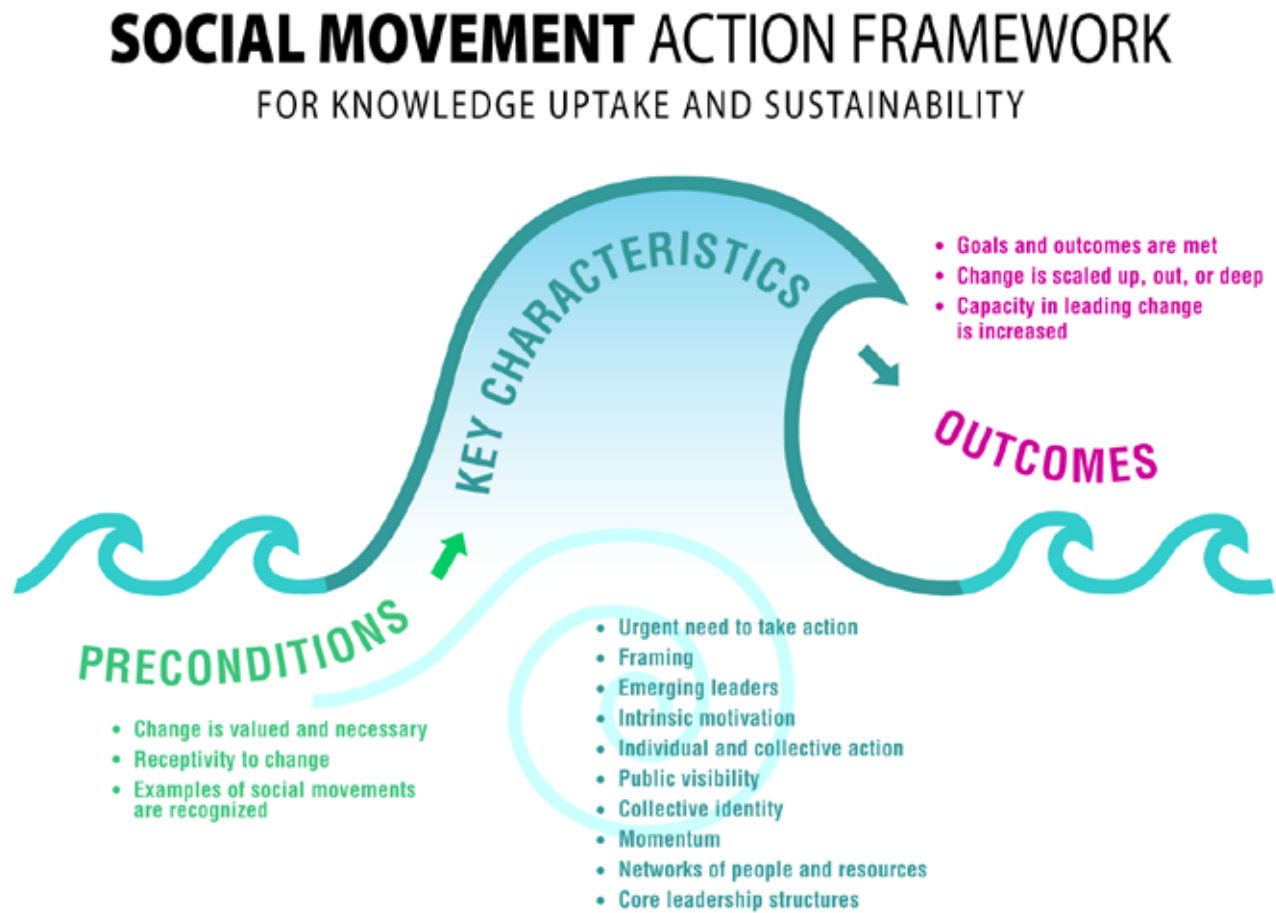 SOCIAL MOVEMENT ACTION FRAMEWORK
FOR KNOWLEDGE UPTAKE AND SUSTAINABILITY
KEY CHARACTERISTICS
• Goals and outcomes are met
• Change is scaled up, out, or deep
• Capacity in leading change
is increased
OUTCOMES
PRECONDITIONS
• Change is valued and necessary
• Receptivity to change
• Examples of social movements
are recognized
• Urgent need to take action
• Framing
• Emerging leaders
• Intrinsic motivation
• Individual and collective action
• Public visibility
• Collective identity
• Momentum
• Networks of people and resources
• Core leadership structures